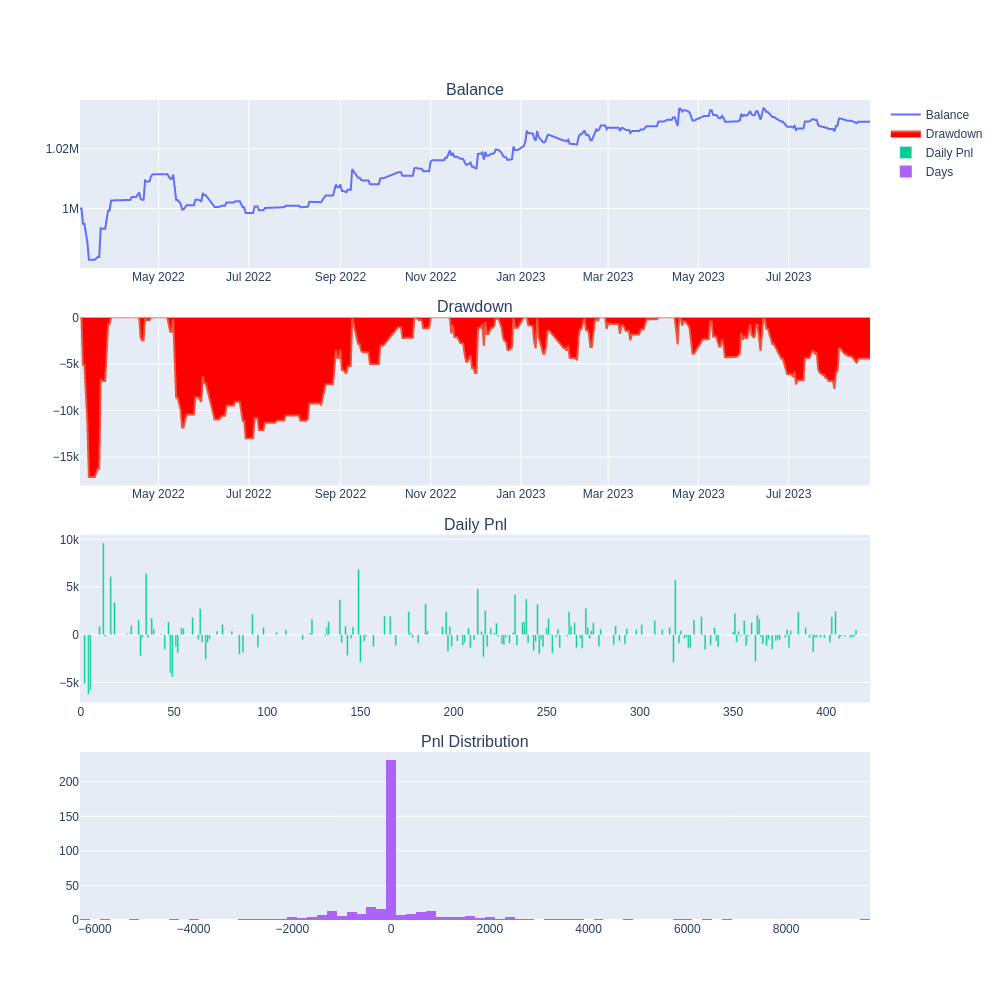 Balance
1.02M
1M
May 2022 Jul 2022 Sep 2022 Nov 2022 Jan 2023 Mar 2023 May 2023 Jul 2023
Balance
Drawdown
Daily Pnl
Days
Drawdown
0
−5k
−10k
−15k
May 2022 Jul 2022 Sep 2022 Nov 2022 Jan 2023 Mar 2023 May 2023 Jul 2023
Daily Pnl
10k
5k
0
−5k
0 50 100 150 200 250 300 350 400
Pnl Distribution
200
150
100
50
0
−6000 −4000 −2000 0 2000 4000 6000 8000